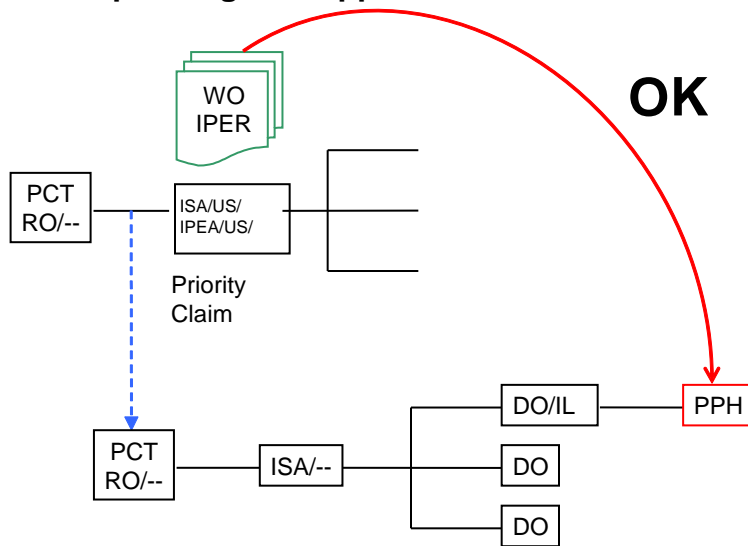 WO
IPER
OK
PCT
RO/--
ISA/US/
IPEA/US/
Priority
Claim
DO/IL
PPH
PCT
RO/--
ISA/--
DO
DO